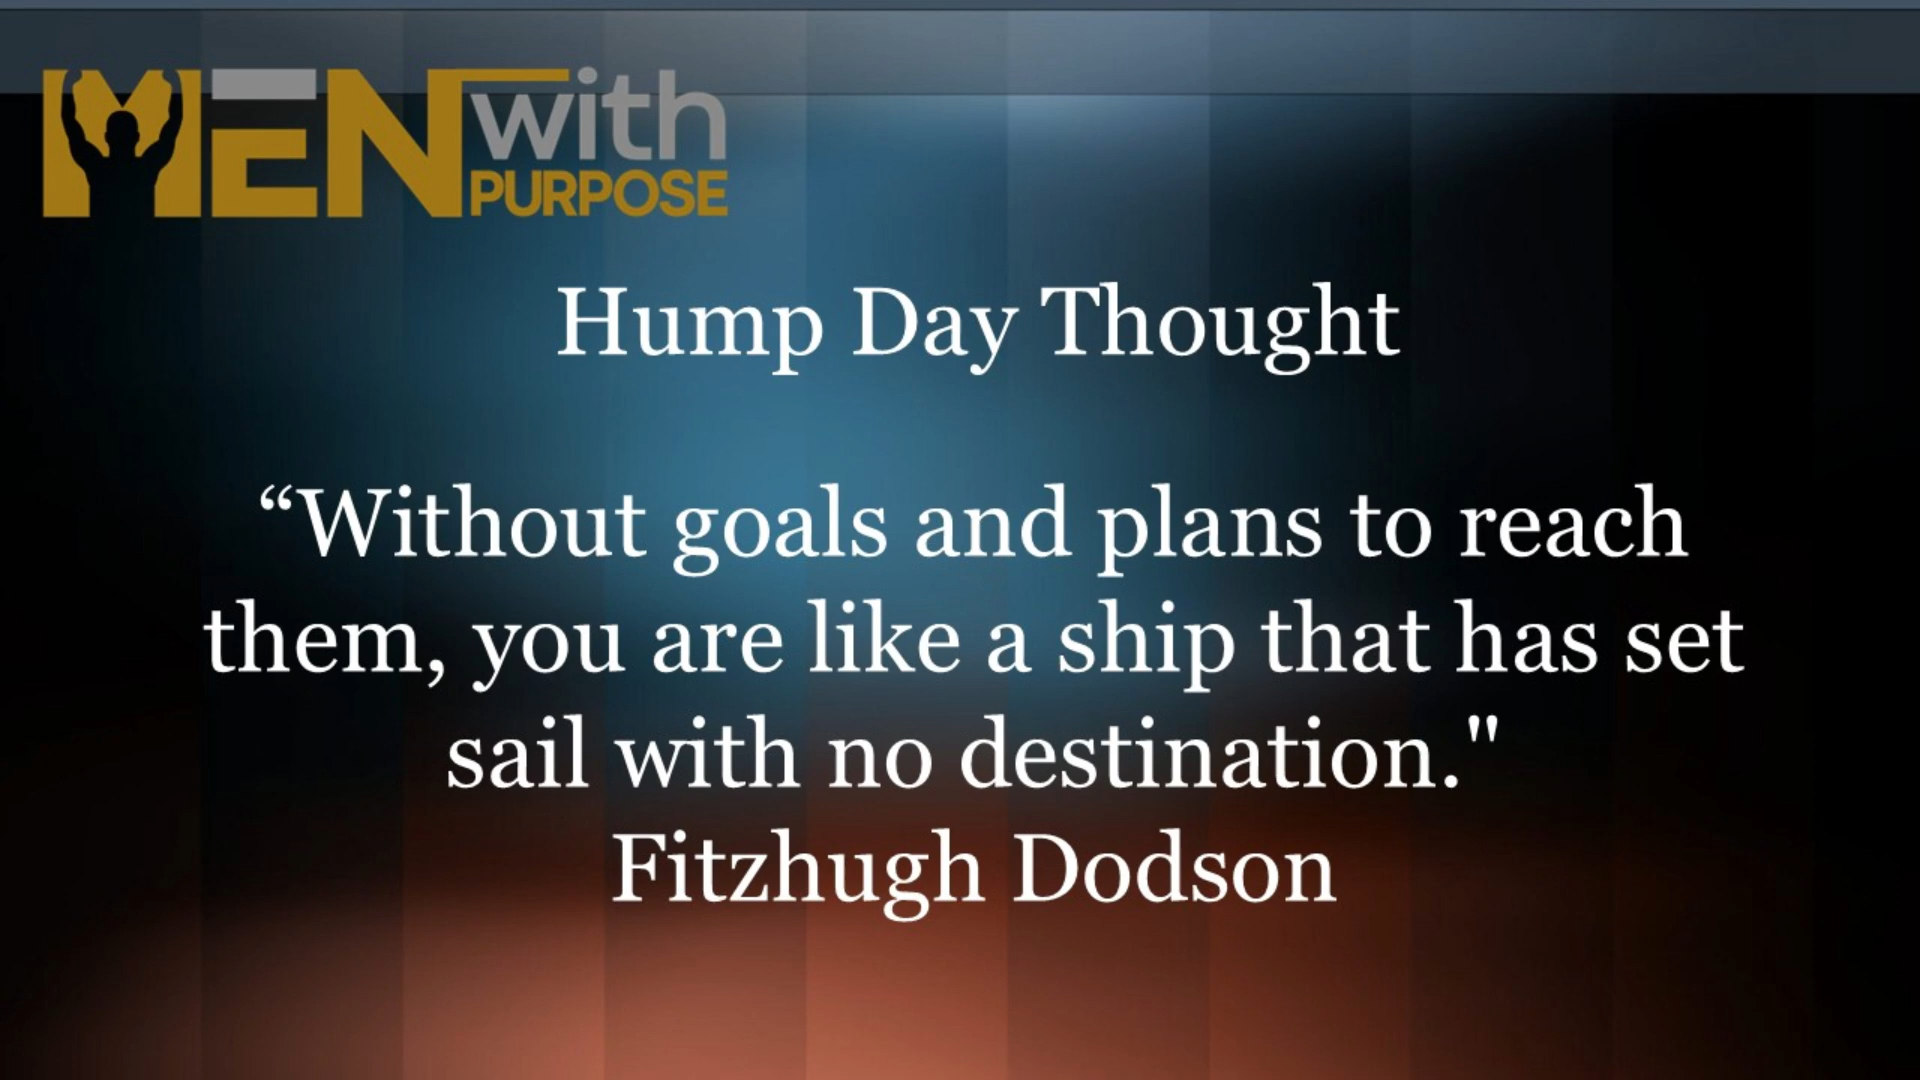 MEN with
PURPOSE
Hump Day Thought
“Without goals and plans to reach
them, you are like a ship that has set
sail with no destination."
Fitzhugh Dodson